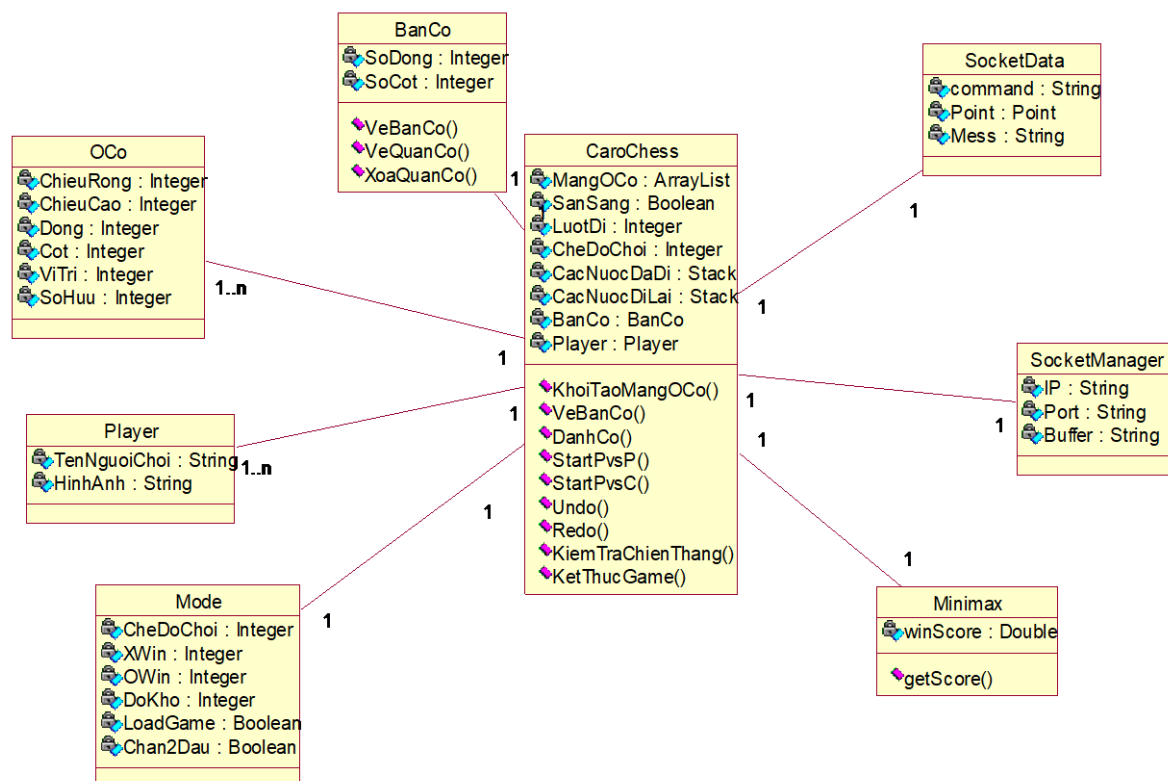 BanCo
SoDong : Integer
SoCot : Integer
VeBanCo()
VeQuanCo()
XoaQuanCo()
1
SocketData
command : String
Point : Point
Mess : String
1
OCo
ChieuRong : Integer
ChieuCao : Integer
Dong : Integer
Cot : Integer
ViTri : Integer
SoHuu : Integer
1..n
CaroChess
MangOCo : ArrayList
SanSang : Boolean
LuotDi : Integer
CheDoChoi : Integer
CacNuocDaDi : Stack
CacNuocDiLai : Stack
BanCo : BanCo
Player : Player
KhoiTaoMangOCo()
VeBanCo()
DanhCo()
StartPvsP()
StartPvsC()
Undo()
Redo()
KiemTraChienThang()
KetThucGame()
1
1
1
1
1
1
SocketManager
IP : String
Port : String
Buffer : String
1
Player
TenNguoiChoi : String
HinhAnh : String
1..n
Mode
CheDoChoi : Integer
XWin : Integer
OWin : Integer
DoKho : Integer
LoadGame : Boolean
Chan2Dau : Boolean
1
Minimax
winScore : Double
getScore()
1